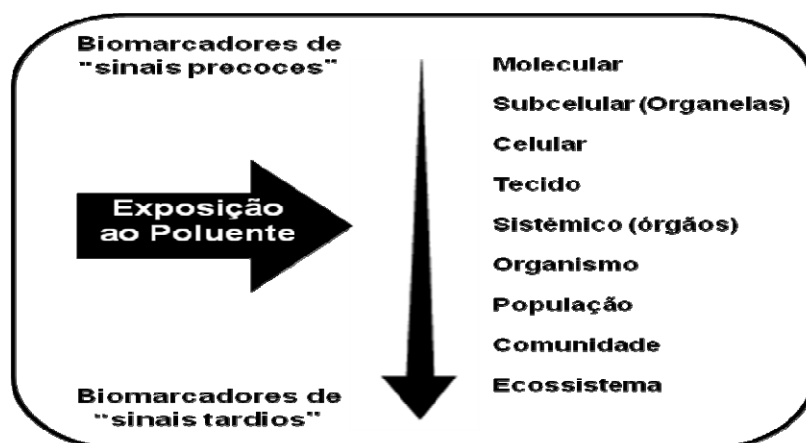 Biomarcadores de
"sinais precoces"
Exposição
ao Poluente
Biomarcadores de
"sinais tardios"
Molecular
Subcelular (Organelas)
Celular
Tecido
Sistémico (órgãos)
Organismo
População
Comunidade
Ecossistema